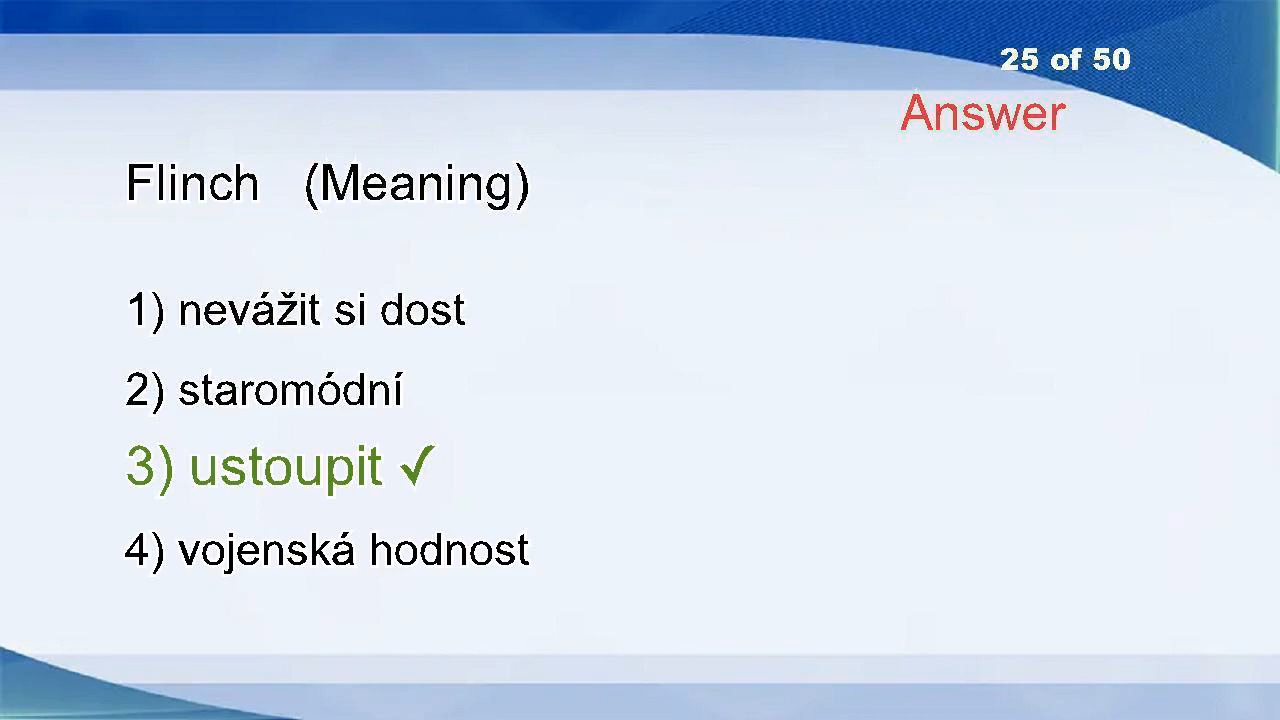 25 of 50
Answer
Flinch (Meaning)
1) nevážit si dost
2) staromódní
3) ustoupit ✓
4) vojenská hodnost